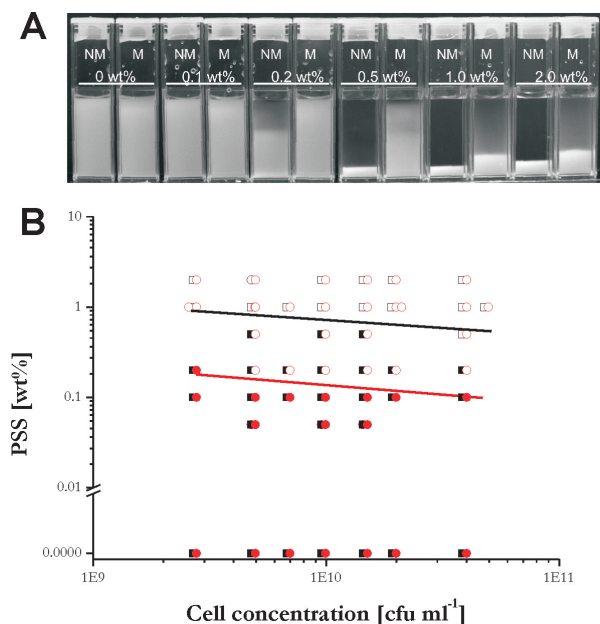 A
NM M NM M NM M NM M NM M NM M
0 wt% 0.1 wt% 0.2 wt% 0.5 wt% 1.0 wt% 2.0 wt%
B
10
1
0.1
0.01
0.0000
PSS [wt%]
1E9 1E10 1E11
Cell concentration [cfu ml⁻¹]